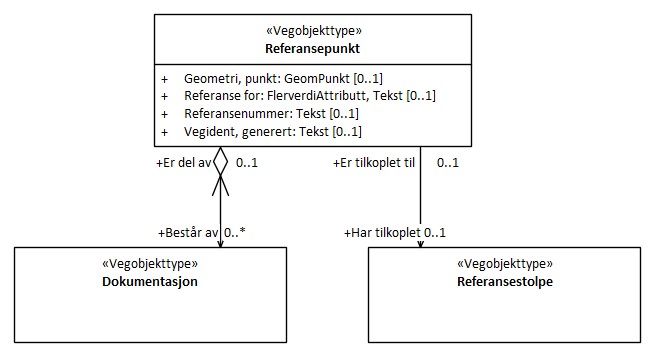 «Vegobjekttype»
Referansepunkt
+ Geometri, punkt: GeomPunkt [0..1]
+ Referanse for: FlerverdiAttributt, Tekst [0..1]
+ Referansenummer: Tekst [0..1]
+ Vegident, generert: Tekst [0..1]
+Er del av 0..1 +Er tilkoplet til 0..1
+Består av 0..* +Har tilkoplet 0..1
«Vegobjekttype» «Vegobjekttype»
Dokumentasjon Referansestolpe